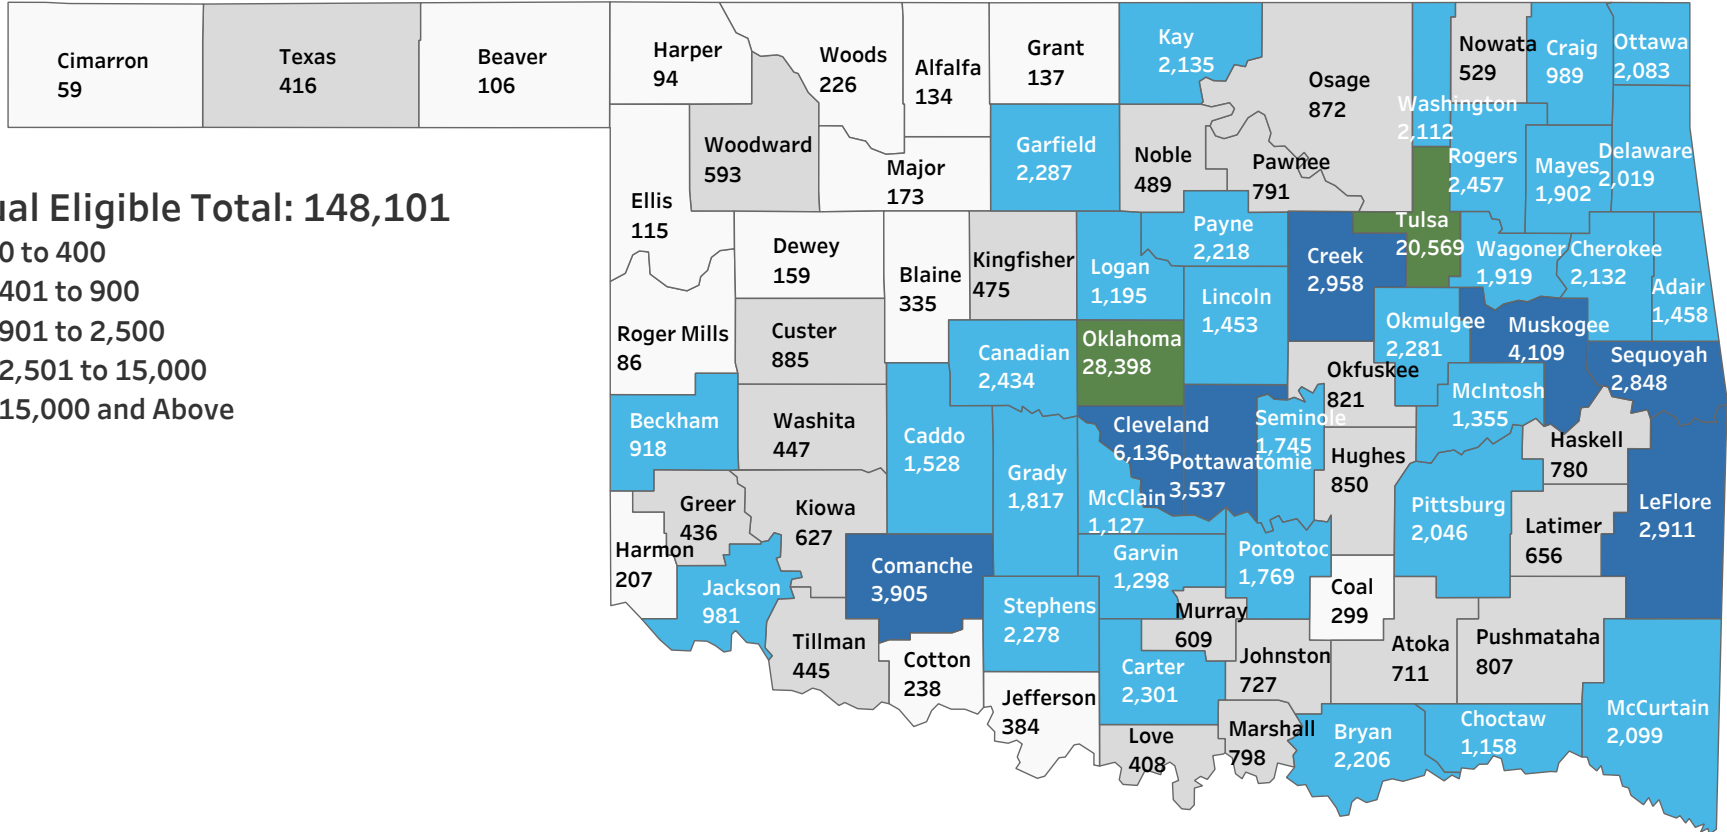 Cimarron
59
Texas
416
Beaver
106
Harper
94
Woods
226
Alfalfa
134
Grant
137
Kay
2,135
Osage
872
Washington
2,112
Nowata
529
Craig
989
Ottawa
2,083
Woodward
593
Major
173
Garfield
2,287
Noble
489
Pawnee
791
Rogers
2,457
Mayes
1,902
Delaware
2,019
ual Eligible Total: 148,101
0 to 400
401 to 900
901 to 2,500
2,501 to 15,000
15,000 and Above
Ellis
115
Dewey
159
Blaine
335
Kingfisher
475
Logan
1,195
Payne
2,218
Creek
2,958
Tulsa
20,569
Wagoner
1,919
Cherokee
2,132
Adair
1,458
Roger Mills
86
Custer
885
Canadian
2,434
Oklahoma
28,398
Lincoln
1,453
Okmulgee
2,281
Muskogee
4,109
Sequoyah
2,848
Okfuskee
821
McIntosh
1,355
Beckham
918
Washita
447
Caddo
1,528
Grady
1,817
Cleveland
6,136
Pottawatomie
3,537
Seminole
1,745
Hughes
850
Haskell
780
McClain
1,127
Pittsburg
2,046
Latimer
656
LeFlore
2,911
Greer
436
Kiowa
627
Harmon
207
Jackson
981
Comanche
3,905
Garvin
1,298
Pontotoc
1,769
Coal
299
Stephens
2,278
Murray
609
Tillman
445
Cotton
238
Carter
2,301
Johnston
727
Atoka
711
Pushmataha
807
Jefferson
384
Love
408
Marshall
798
Bryan
2,206
Choctaw
1,158
McCurtain
2,099